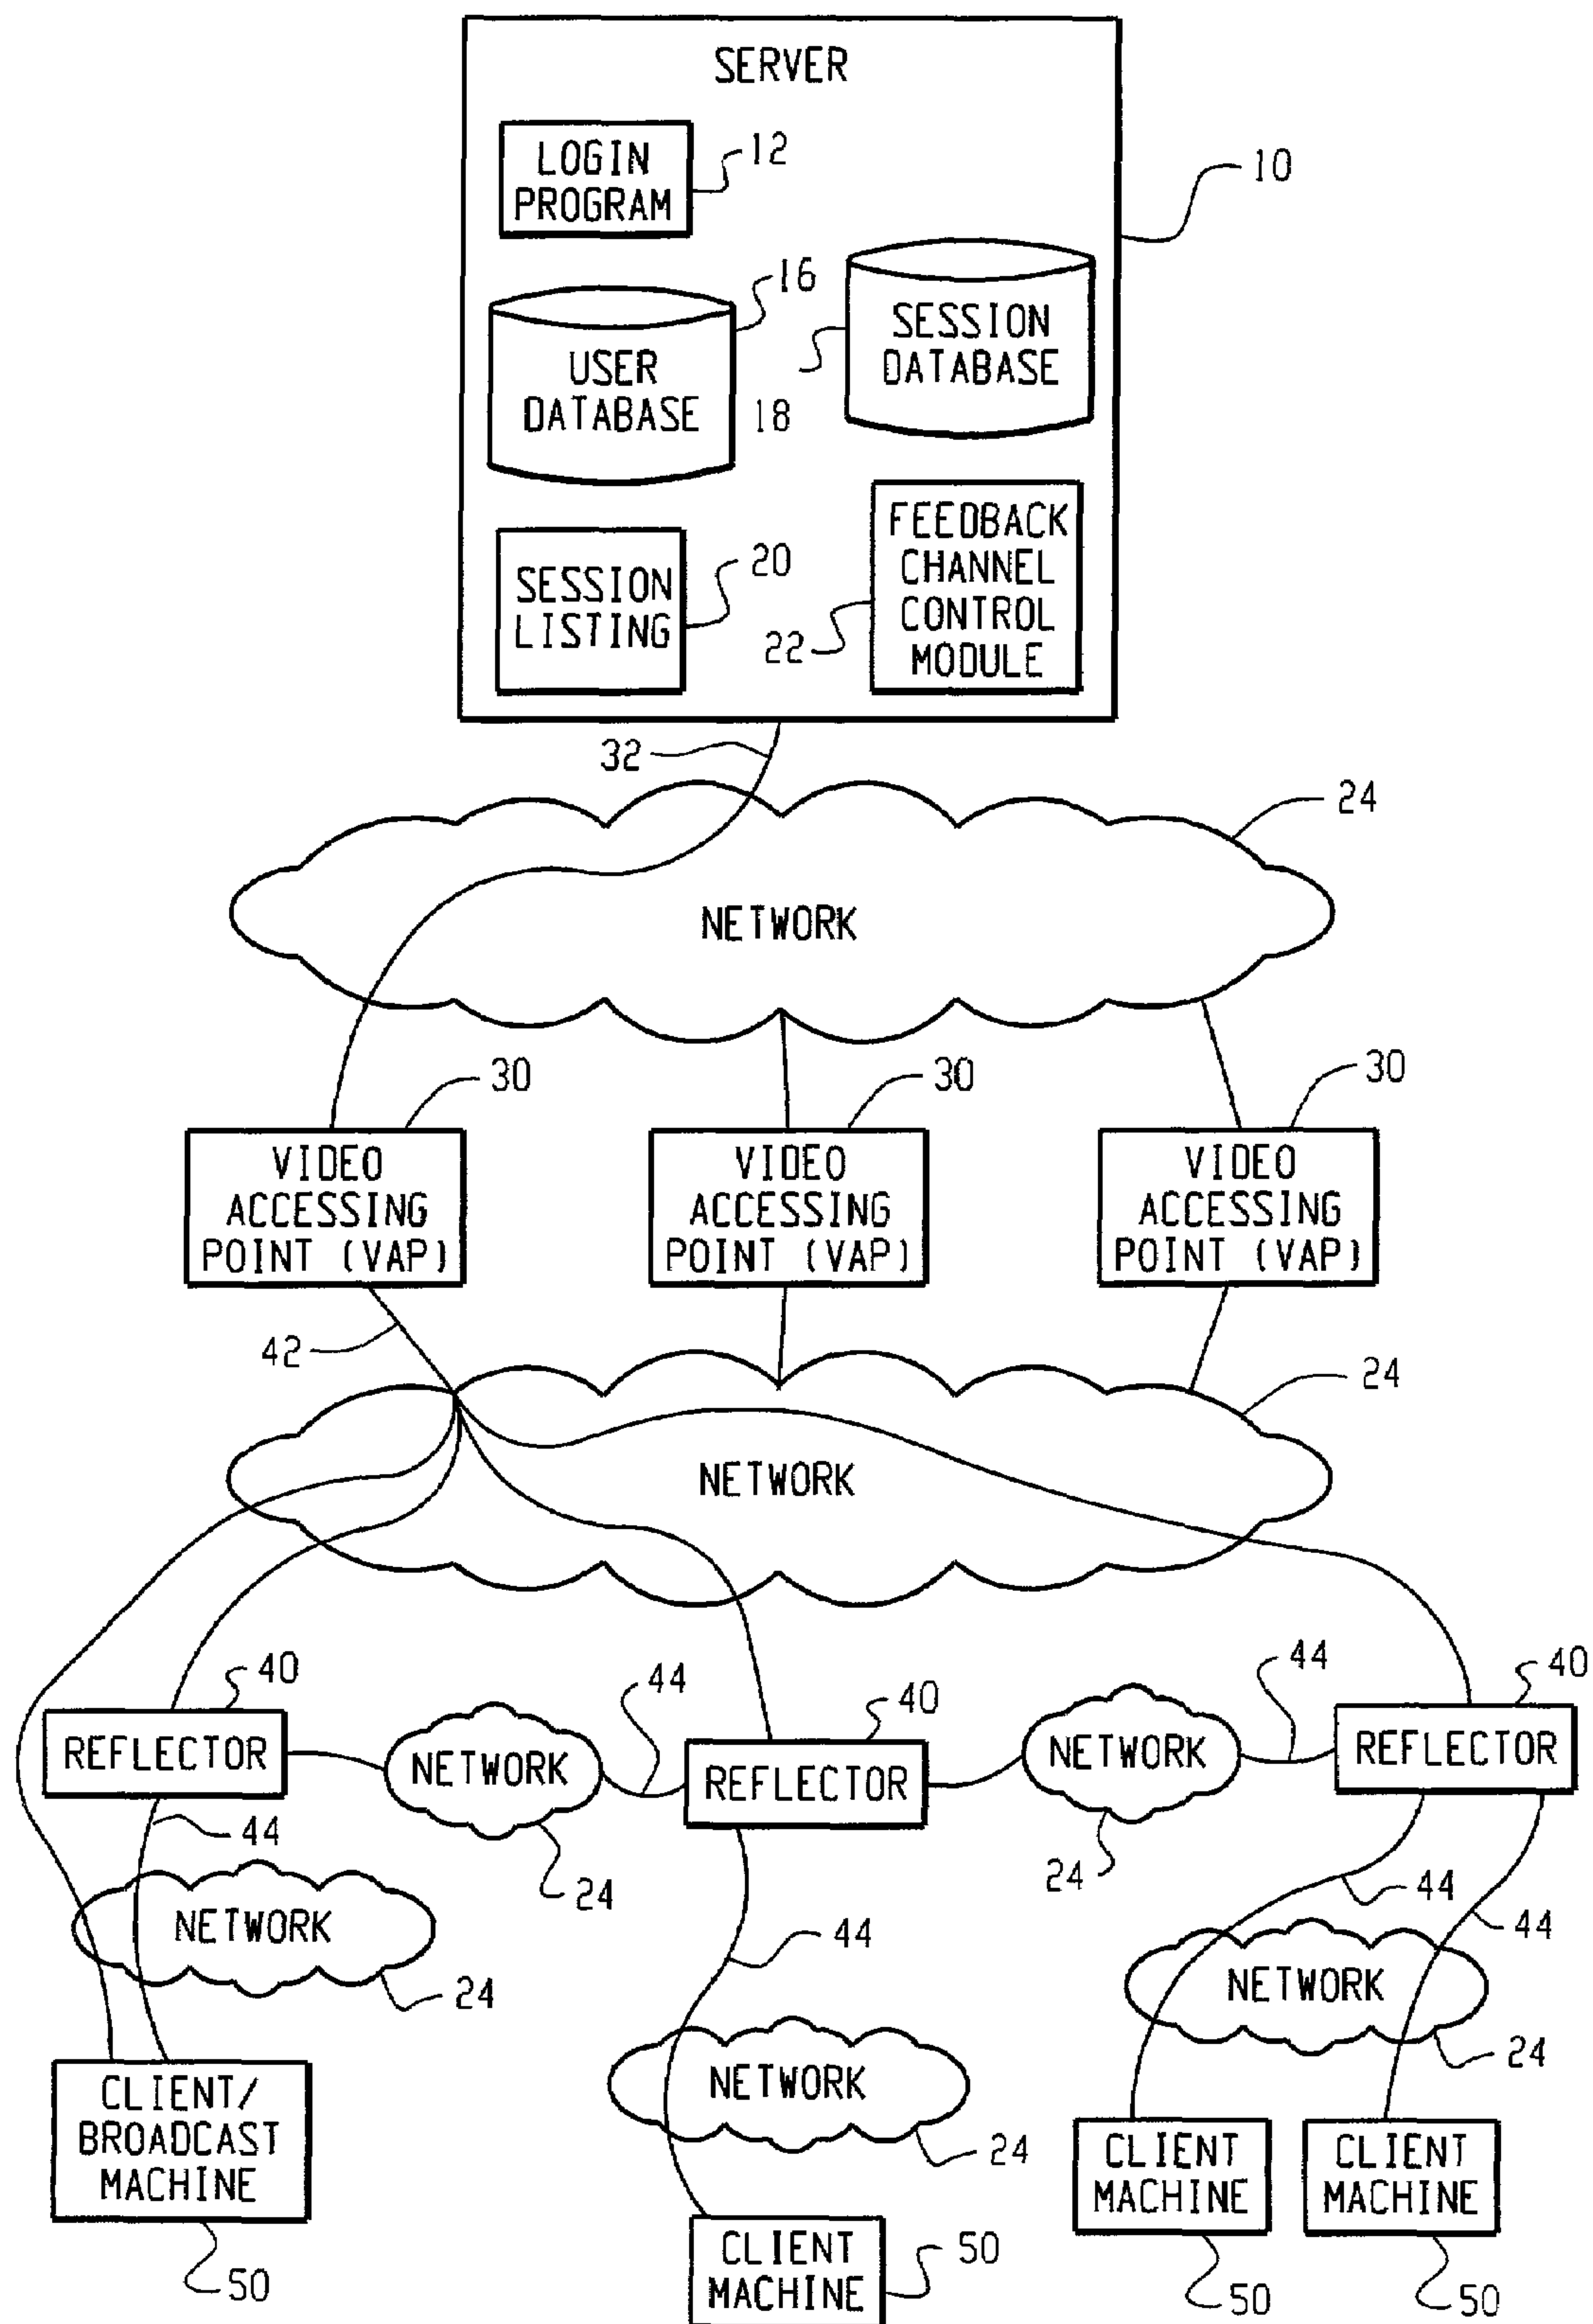 SERVER
LOGIN
PROGRAM
12
10
16
USER
DATABASE
18
SESSION
DATABASE
SESSION
LISTING
20
22
FEEDBACK
CHANNEL
CONTROL
MODULE
32
24
NETWORK
30
30
30
VIDEO
ACCESSING
POINT (VAP)
VIDEO
ACCESSING
POINT (VAP)
VIDEO
ACCESSING
POINT (VAP)
42
24
NETWORK
40
REFLECTOR
NETWORK
24
44
40
REFLECTOR
NETWORK
24
44
40
REFLECTOR
44
NETWORK
24
44
NETWORK
24
44
44
NETWORK
24
CLIENT/
BROADCAST
MACHINE
50
CLIENT
MACHINE
50
CLIENT
MACHINE
50
CLIENT
MACHINE
50